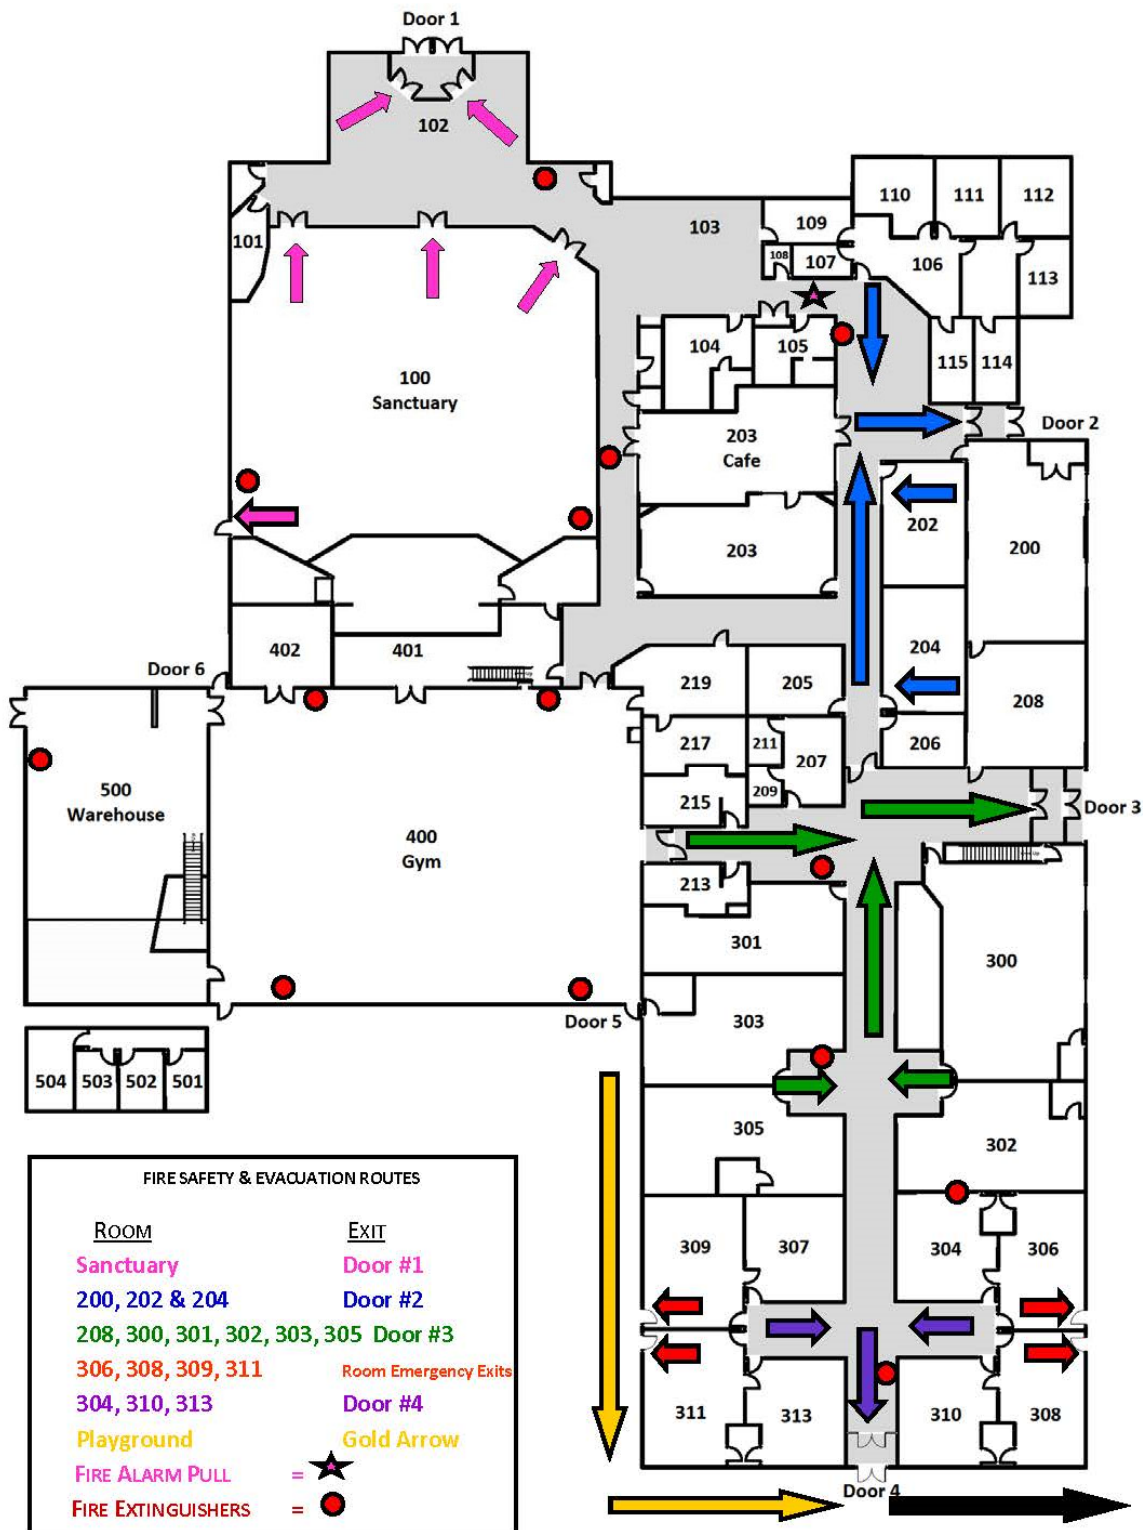 Door 1
102
110
111
112
109
103
101
108
107
106
113
104
105
115
114
100
Sanctuary
Door 2
203
Cafe
202
200
203
204
402
401
Door 6
219
205
208
217
211
207
206
500
Warehouse
215
209
Door 3
400
Gym
213
301
300
303
Door 5
504
503
502
501
305
302
FIRE SAFETY & EVACUATION ROUTES
ROOM EXIT
Sanctuary Door #1
200, 202 & 204 Door #2
208, 300, 301, 302, 303, 305 Door #3
306, 308, 309, 311 Room Emergency Exits
304, 310, 313 Door #4
Playground Gold Arrow
FIRE ALARM PULL =
FIRE EXTINGUISHERS =
309
307
304
306
311
313
310
308
Door 4